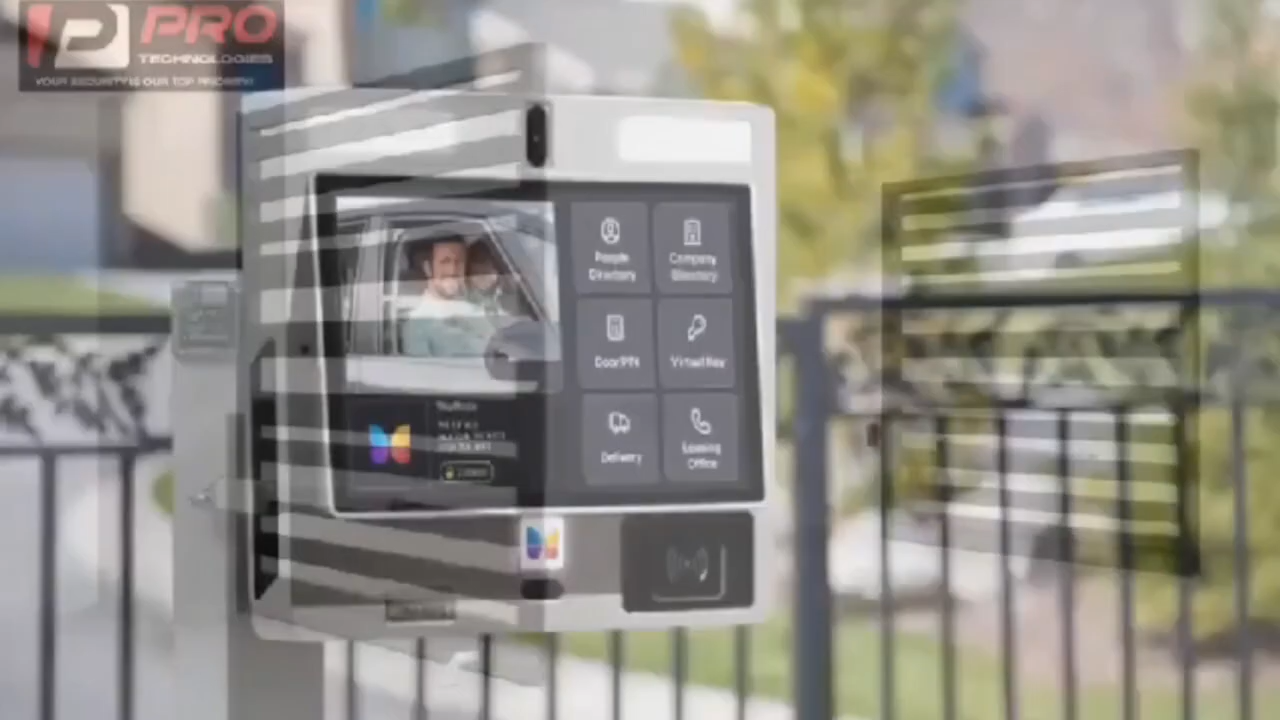 PRO
TECHNOLOGIES
YOUR SECURITY IS OUR TOP PRIORITY!
People
Directory
Company
Directory
Door PIN
Virtual Key
Delivery
Leasing
Office